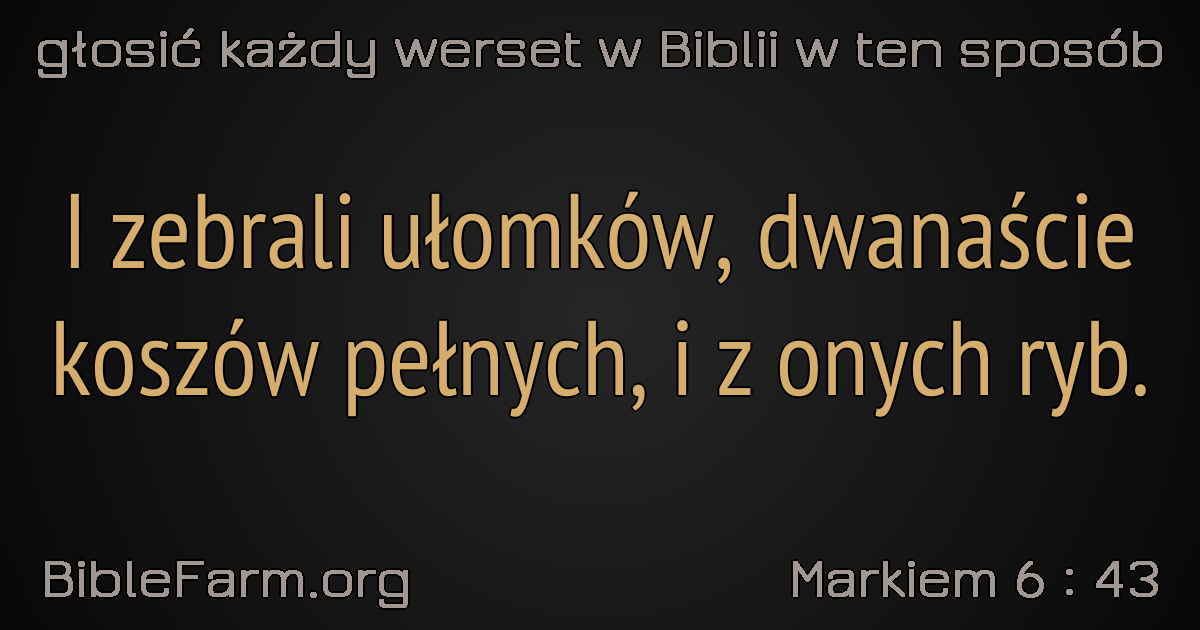 głosić każdy werset w Biblii w ten sposób
I zebrali ułomków, dwanaście
koszów pełnych, i z onych ryb.
BibleFarm.org
Markiem 6 : 43